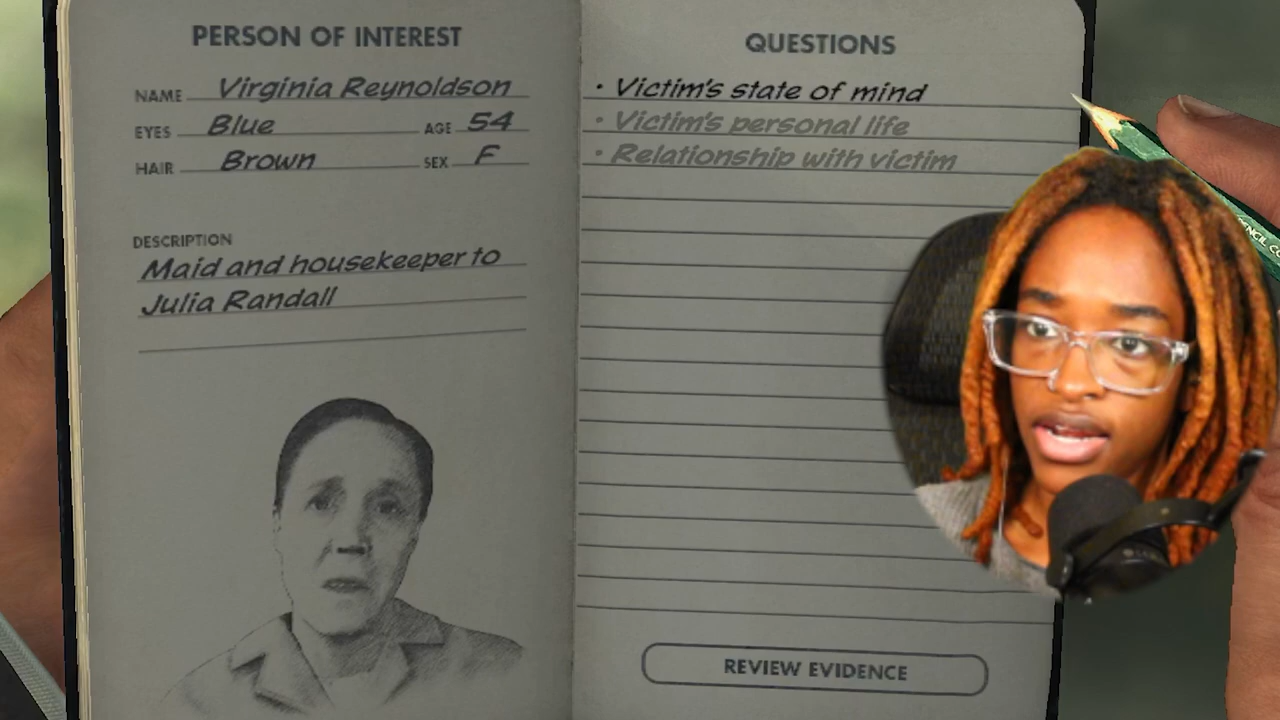 PERSON OF INTEREST
NAME Virginia Reynoldson
EYES Blue AGE 54
HAIR Brown SEX F
DESCRIPTION
Maid and housekeeper to
Julia Randall
QUESTIONS
• Victim's state of mind
• Victim's personal life
• Relationship with victim
REVIEW EVIDENCE